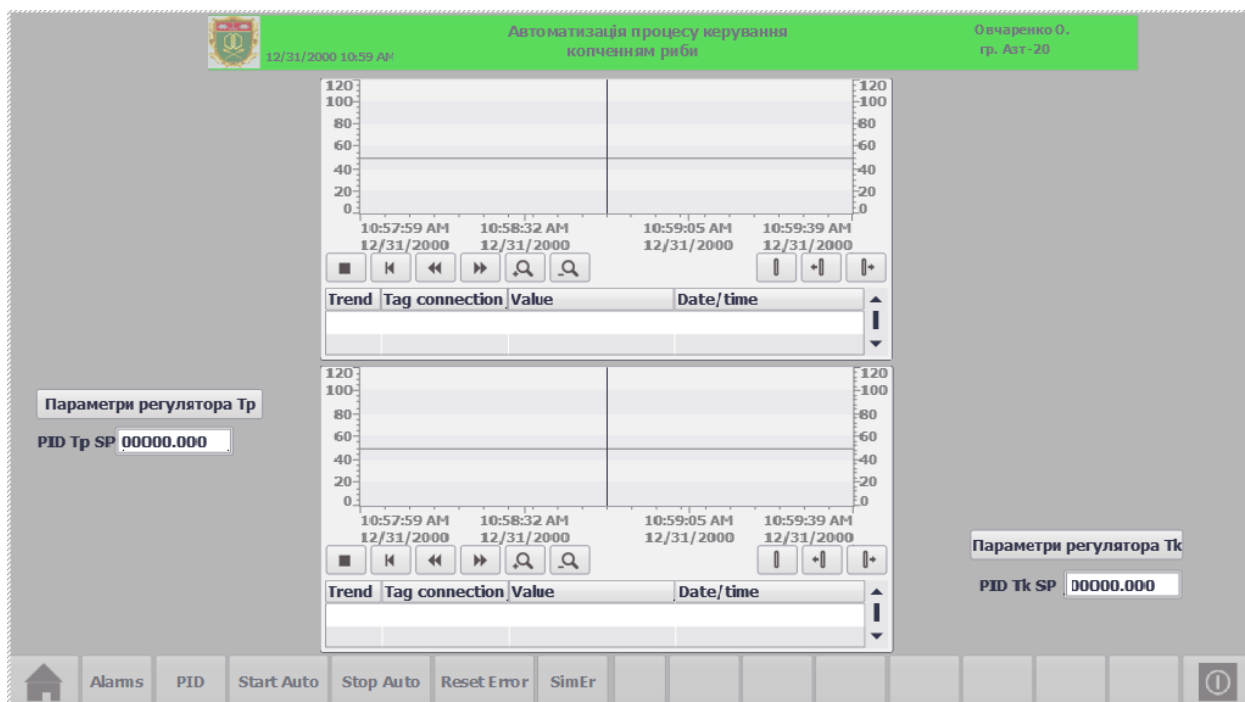 Автоматизація процесу керування
копченням риби
Овчаренко О.
гр. Азт-20
12/31/2000 10:59 AM
120 120
100 100
80 80
60 60
40 40
20 20
0 0
10:57:59 AM 10:58:32 AM 10:59:05 AM 10:59:39 AM
12/31/2000 12/31/2000 12/31/2000 12/31/2000
Trend Tag connection Value Date/time
120 120
100 100
80 80
60 60
40 40
20 20
0 0
10:57:59 AM 10:58:32 AM 10:59:05 AM 10:59:39 AM
12/31/2000 12/31/2000 12/31/2000 12/31/2000
Trend Tag connection Value Date/time
Параметри регулятора Tp
PID Tp SP 00000.000
Параметри регулятора Tk
PID Tk SP 00000.000
Alarms PID Start Auto Stop Auto Reset Error SimEr